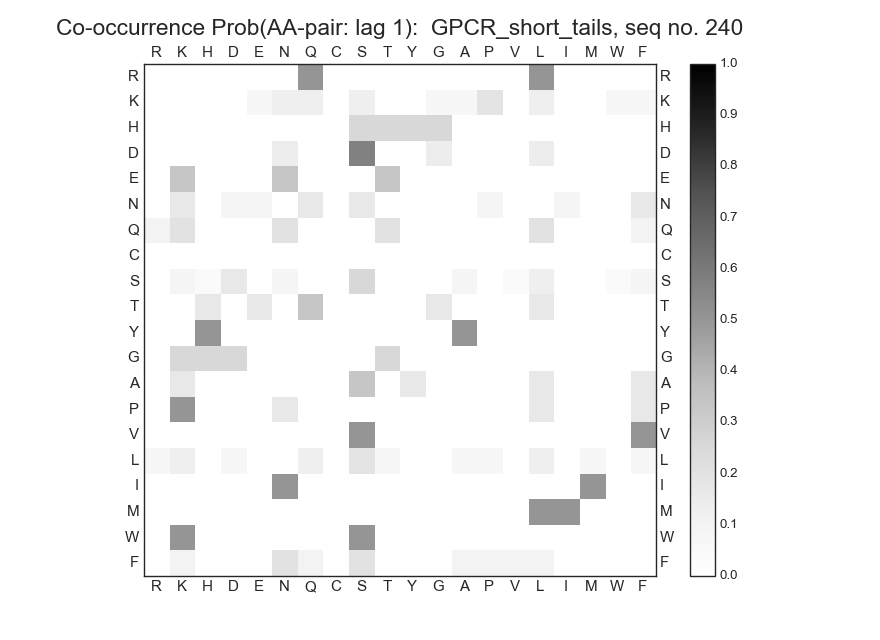 Co-occurrence Prob(AA-pair: lag 1):  GPCR_short_tails, seq no. 240
R K H D E N Q C S T Y G A P V L I M W F
R R 1.0
K K 0.9
H H
D D 0.8
E E
N N 0.7
Q Q
C C 0.6
S S
T T 0.5
Y Y
G G 0.4
A A
P P 0.3
V V
L L 0.2
I I
M M 0.1
W W
F F 0.0
R K H D E N Q C S T Y G A P V L I M W F